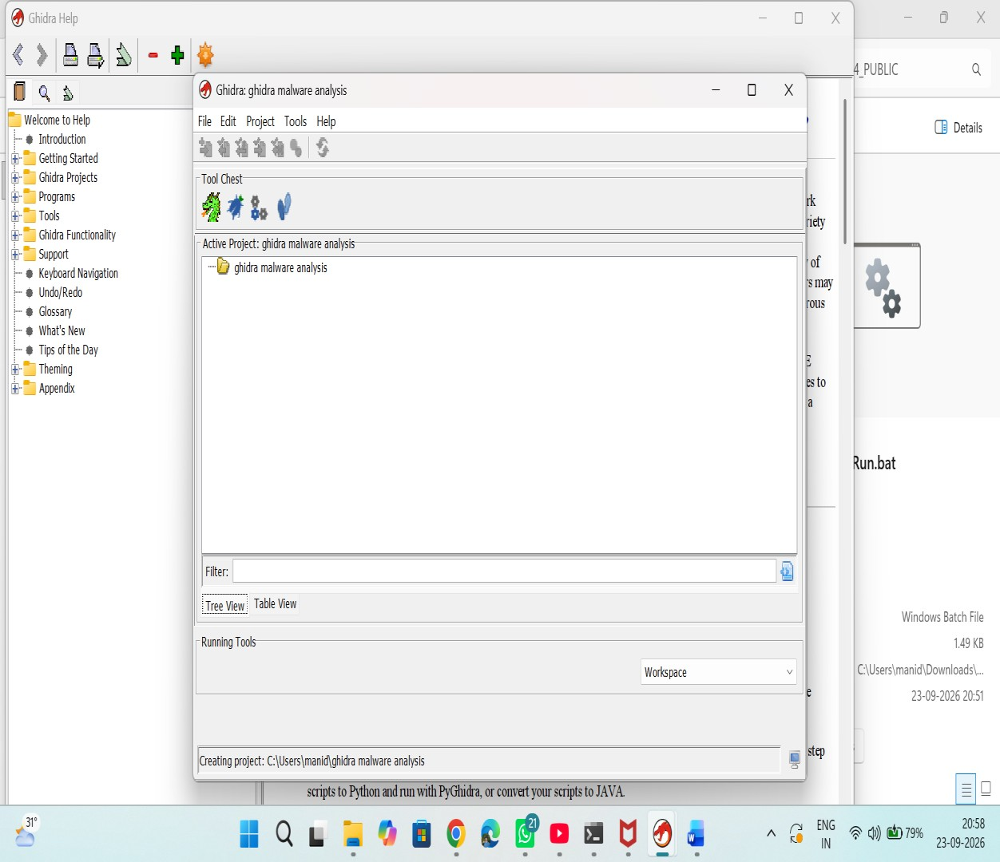 Ghidra Help
4_PUBLIC
Details
Welcome to Help
Introduction
Getting Started
Ghidra Projects
Programs
Tools
Ghidra Functionality
Support
Keyboard Navigation
Undo/Redo
Glossary
What's New
Tips of the Day
Theming
Appendix
Ghidra: ghidra malware analysis
File Edit Project Tools Help
Tool Chest
Active Project: ghidra malware analysis
ghidra malware analysis
Filter:
Tree View Table View
Running Tools
Workspace
Creating project: C:\Users\manid\ghidra malware analysis
rk
riety
of
s may
rous
E
es to
a
e
step
scripts to Python and run with PyGhidra, or convert your scripts to JAVA.
Run.bat
Windows Batch File
1.49 KB
C:\Users\manid\Downloads\...
23-09-2026 20:51
31°
21
W
ENG
IN
79%
20:58
23-09-2026